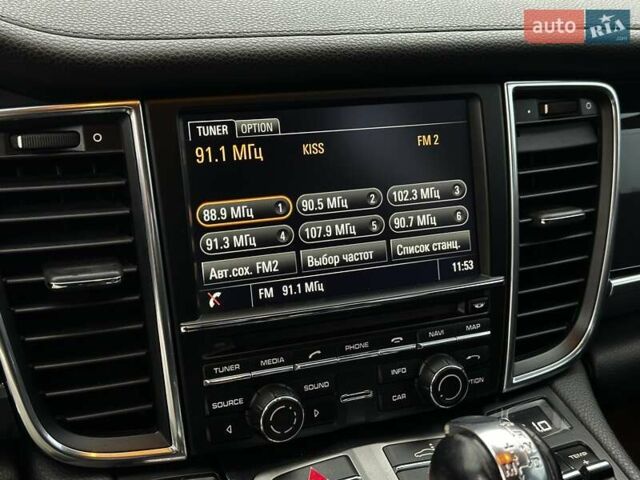 auto RIA .com
TUNER OPTION
91.1 МГц KISS FM 2
88.9 МГц 1 90.5 МГц 2 102.3 МГц 3
91.3 МГц 4 107.9 МГц 5 90.7 МГц 6
Авт.сох. FM2 Выбор частот Список станц.
FM 91.1 МГц 11:53
TUNER MEDIA PHONE NAVI MAP
SOURCE SOUND INFO
CAR
TEMP